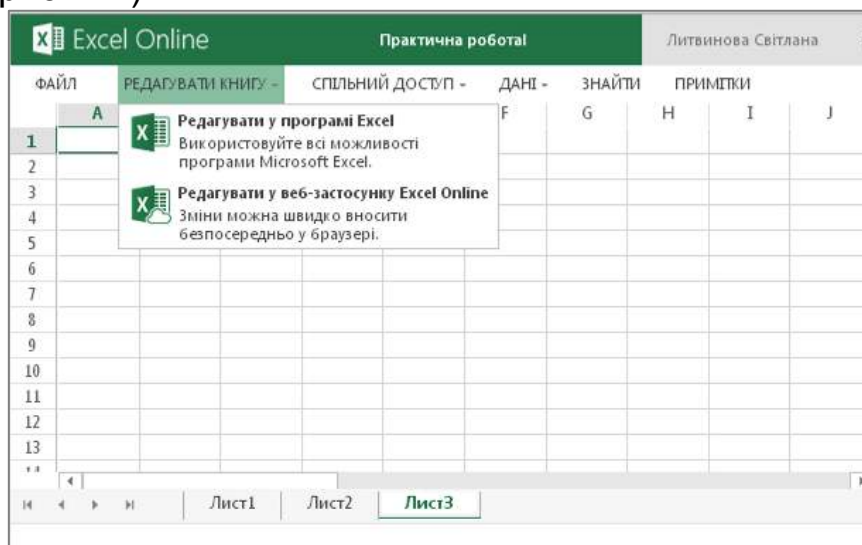 Excel Online Практична робота! Литвинова Світлана
ФАЙЛ РЕДАГУВАТИ КНИГУ СПІЛЬНИЙ ДОСТУП ДАНІ ЗНАЙТИ ПРИМІТКИ
A F G H I J
Редагувати у програмі Excel
Використовуйте всі можливості
програми Microsoft Excel.
Редагувати у веб-застосунку Excel Online
Зміни можна швидко вносити
безпосередньо у браузері.
1
2
3
4
5
6
7
8
9
10
11
12
13
Лист1 Лист2 Лист3